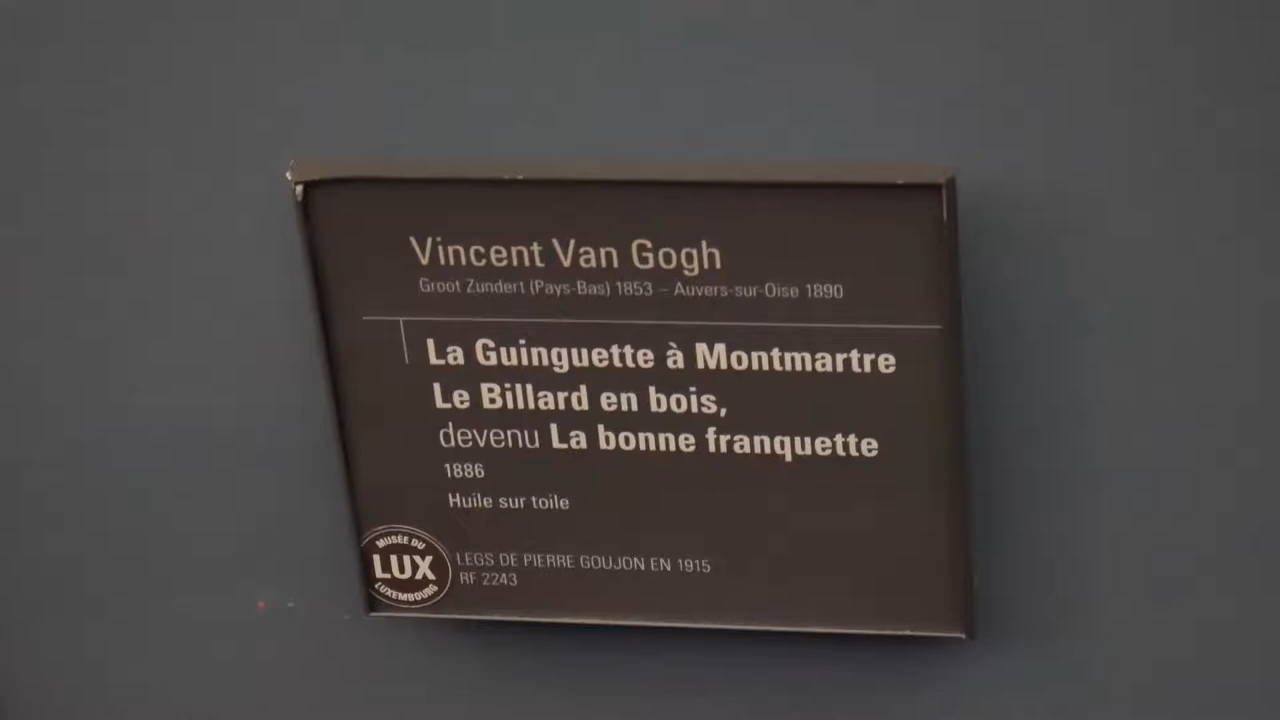 Vincent Van Gogh
Groot Zundert (Pays-Bas) 1853 – Auvers-sur-Oise 1890
La Guinguette à Montmartre
Le Billard en bois,
devenu La bonne franquette
1886
Huile sur toile
MUSÉE DU
LUX
LUXEMBOURG
LEGS DE PIERRE GOUJON EN 1915
RF 2243